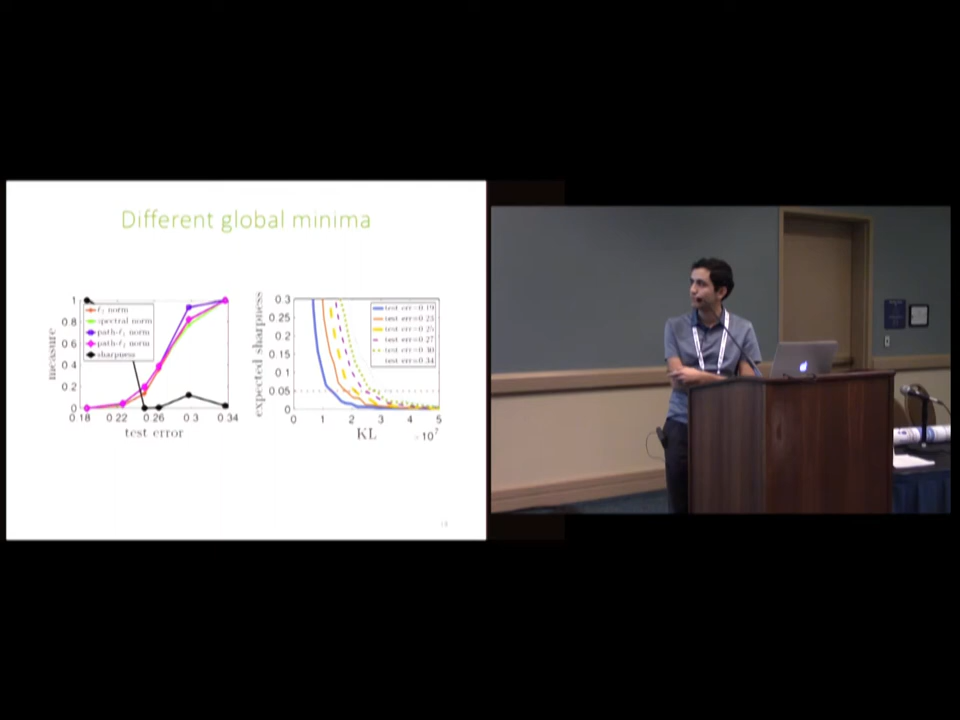 Different global minima
1
0 8
0 6
0 4
0 2
0
measure
ℓ₂ norm
spectral norm
path-ℓ₁ norm
path-ℓ₂ norm
sharpness
0 18
0 22
0 26
0 3
0 34
test error
0.3
0.25
0 2
0 15
0 1
0 05
0
expected sharpness
test err=0.19
test err=0 23
test err=0 25
test err=0 27
test err=0 30
test err=0 34
0
1
2
3
4
5
KL
·10⁷